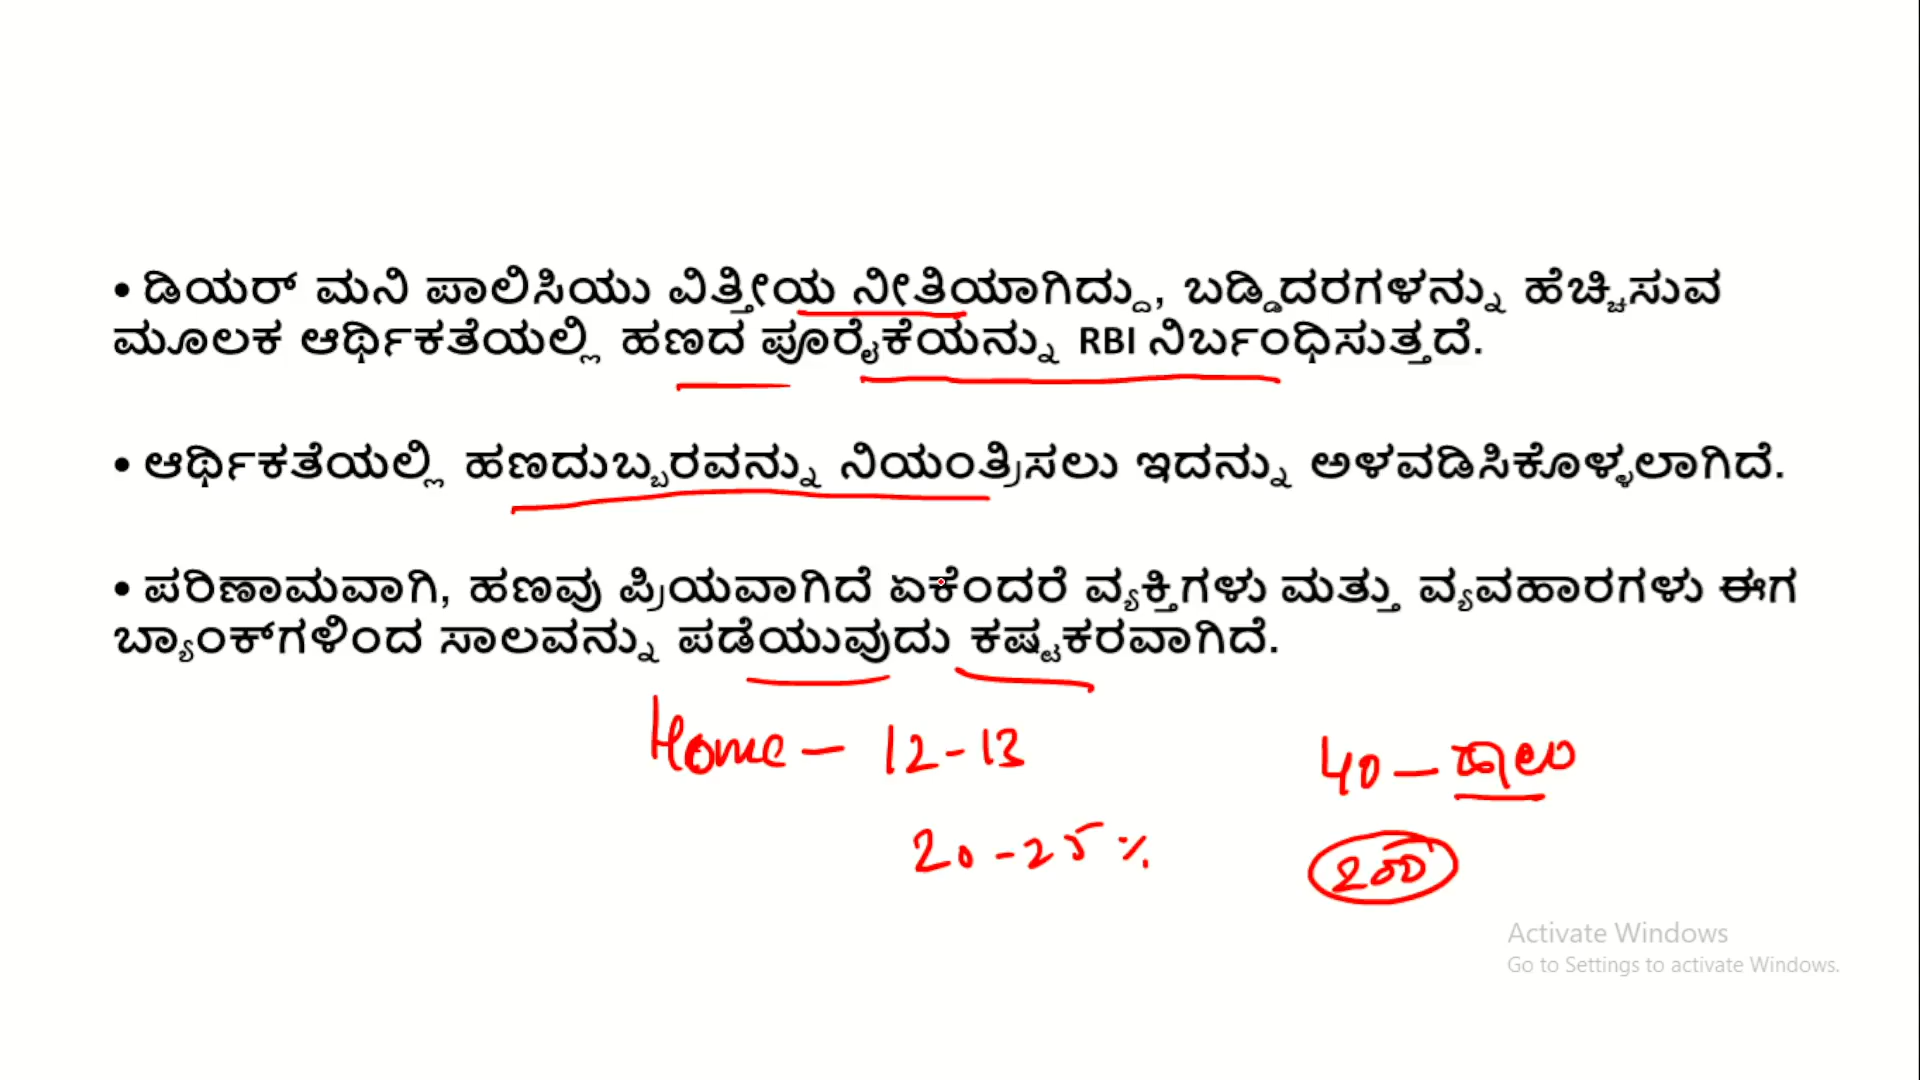 • ಡಿಯರ್ ಮನಿ ಪಾಲಿಸಿಯು ವಿತ್ತೀಯ ನೀತಿಯಾಗಿದ್ದು, ಬಡ್ಡಿದರಗಳನ್ನು ಹೆಚ್ಚಿಸುವ
ಮೂಲಕ ಆರ್ಥಿಕತೆಯಲ್ಲಿ ಹಣದ ಪೂರೈಕೆಯನ್ನು RBI ನಿರ್ಬಂಧಿಸುತ್ತದೆ.
• ಆರ್ಥಿಕತೆಯಲ್ಲಿ ಹಣದುಬ್ಬರವನ್ನು ನಿಯಂತ್ರಿಸಲು ಇದನ್ನು ಅಳವಡಿಸಿಕೊಳ್ಳಲಾಗಿದೆ.
• ಪರಿಣಾಮವಾಗಿ, ಹಣವು ಪ್ರಿಯವಾಗಿದೆ ಏಕೆಂದರೆ ವ್ಯಕ್ತಿಗಳು ಮತ್ತು ವ್ಯವಹಾರಗಳು ಈಗ
ಬ್ಯಾಂಕ್‌ಗಳಿಂದ ಸಾಲವನ್ನು ಪಡೆಯುವುದು ಕಷ್ಟಕರವಾಗಿದೆ.
Home – 12-13
40 – ಹಾಲು
20-25%
200
Activate Windows
Go to Settings to activate Windows.